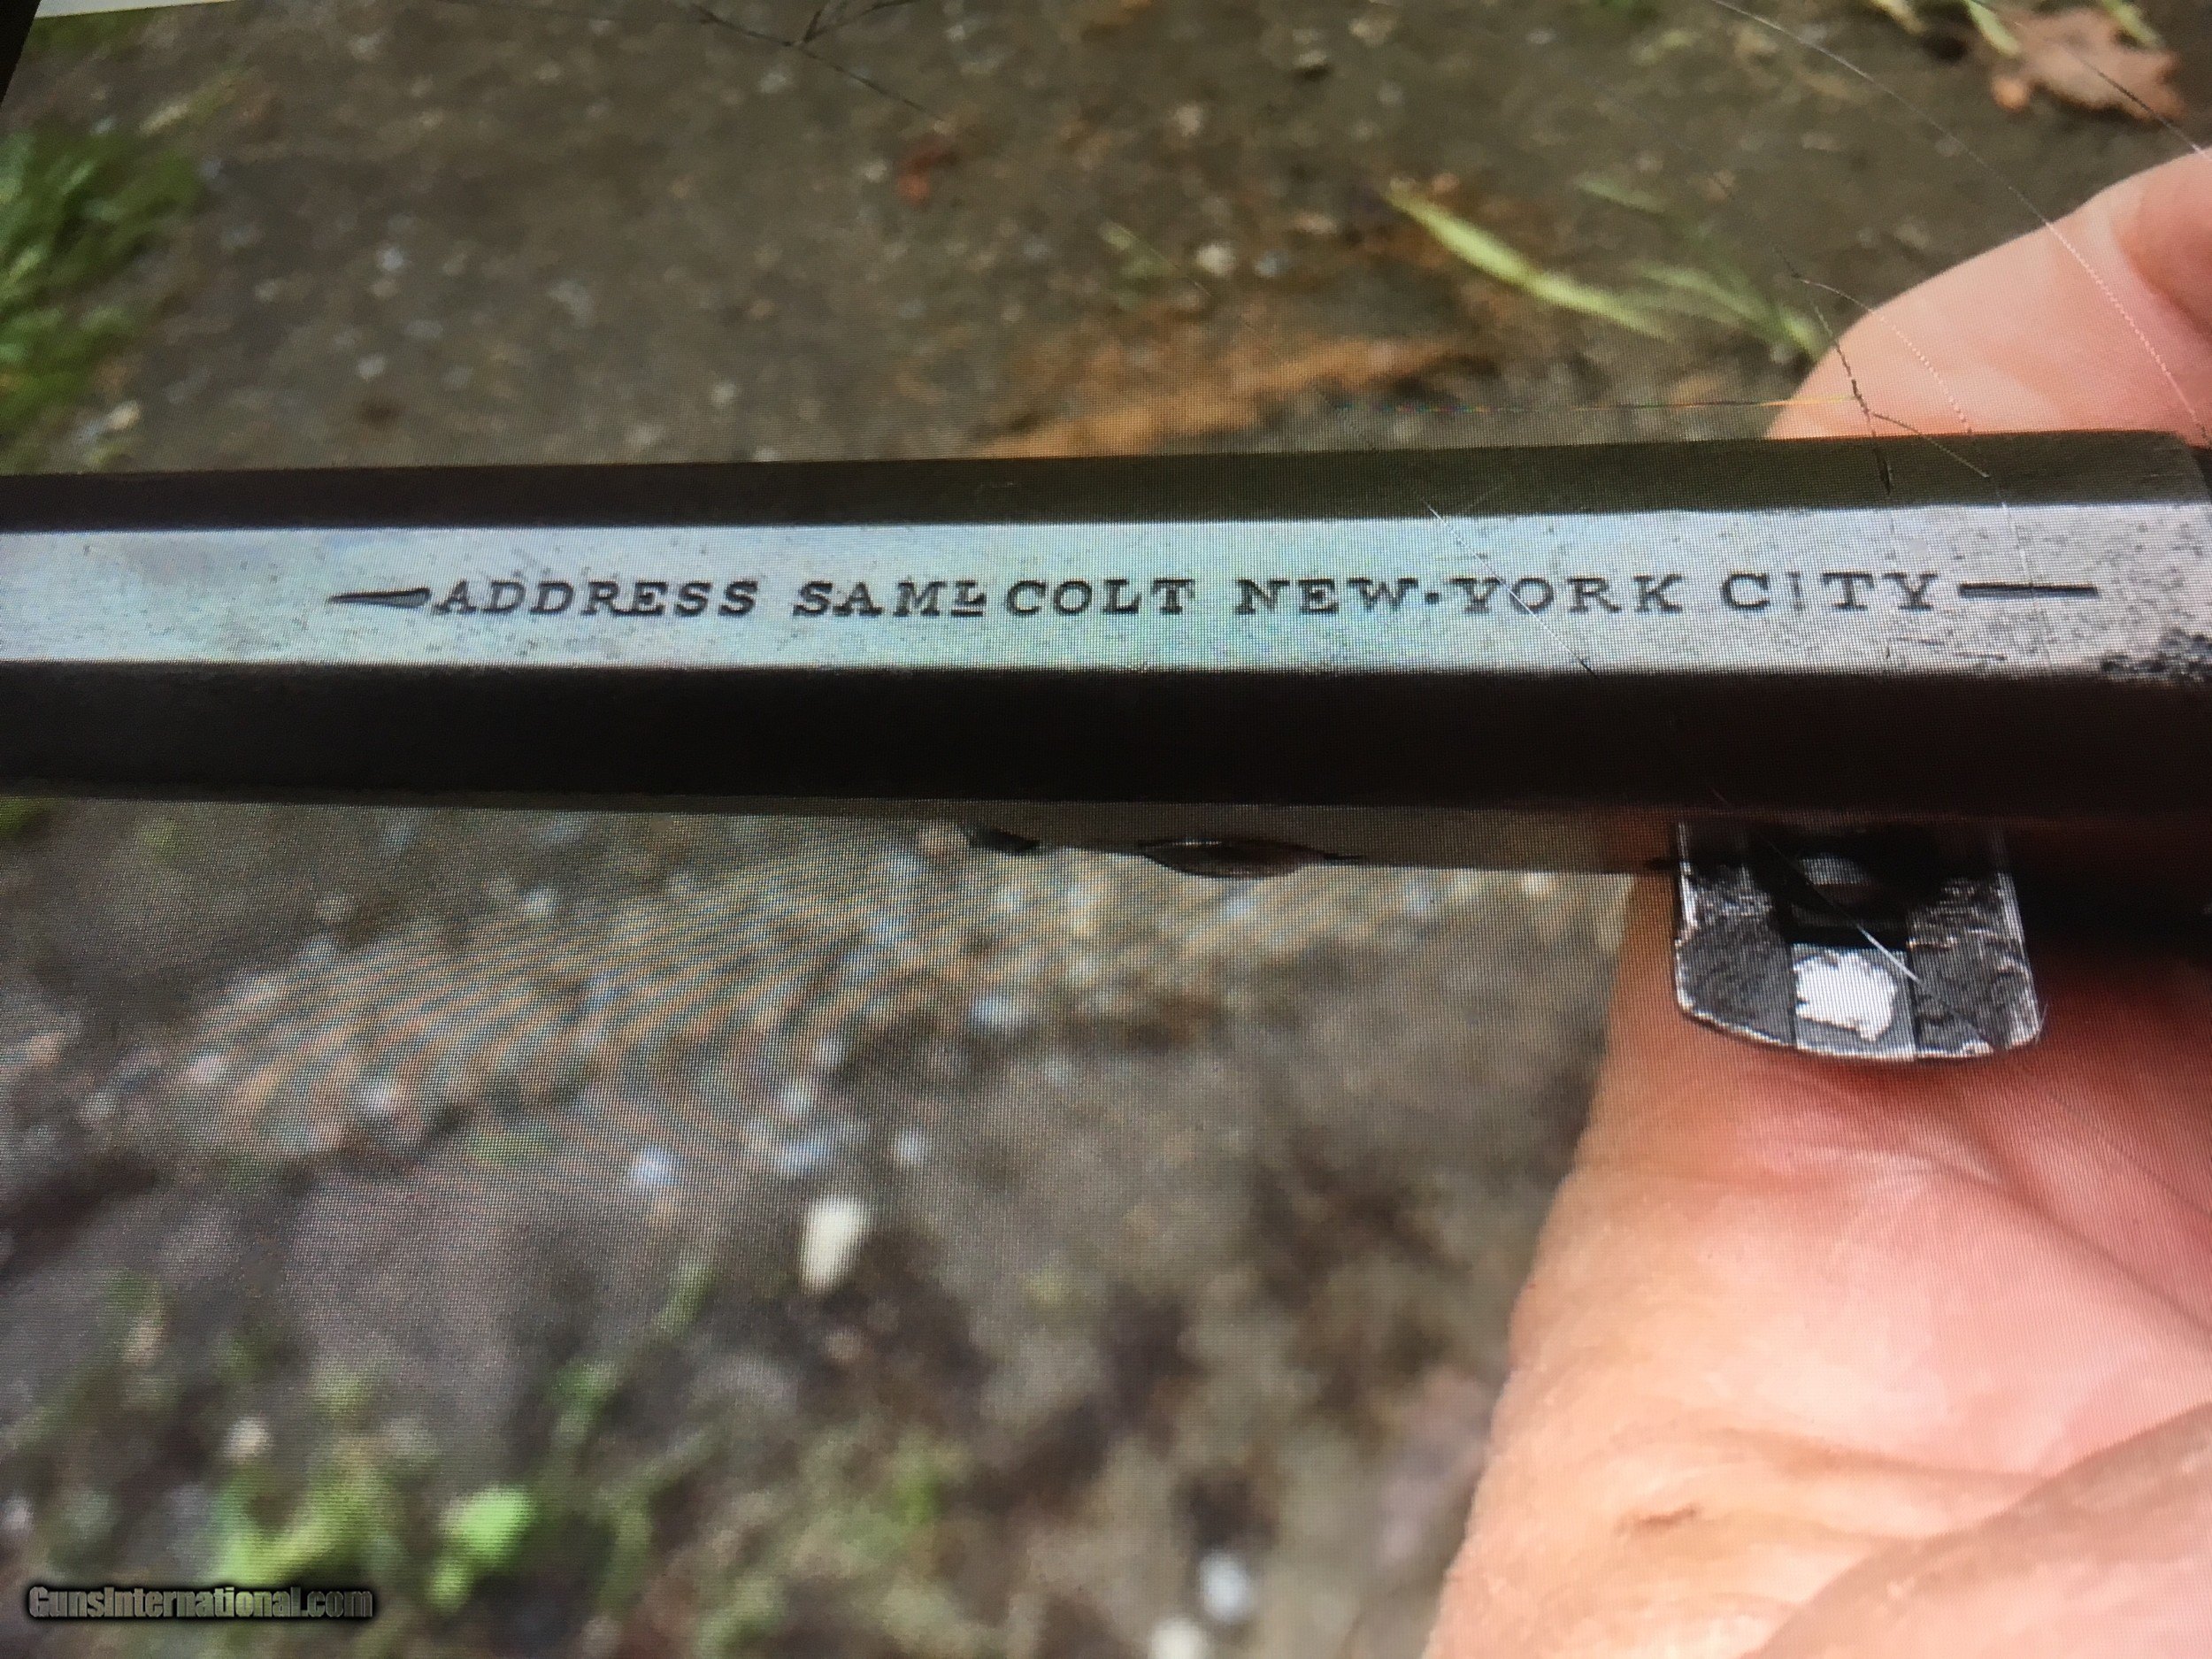 —ADDRESS SAML COLT NEW·YORK CITY—
GunsInternational.com